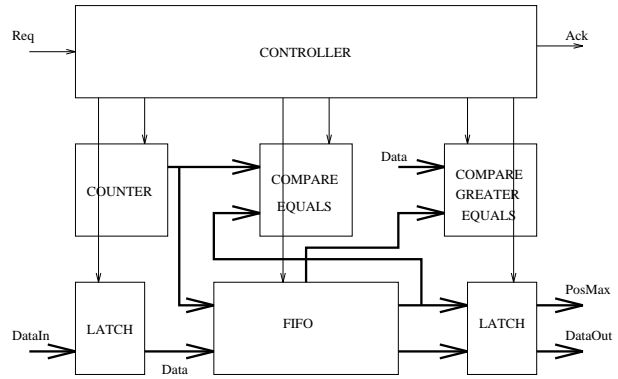 Req
Ack
CONTROLLER
Data
COUNTER
COMPARE
EQUALS
COMPARE
GREATER
EQUALS
PosMax
DataIn
LATCH
FIFO
LATCH
DataOut
Data